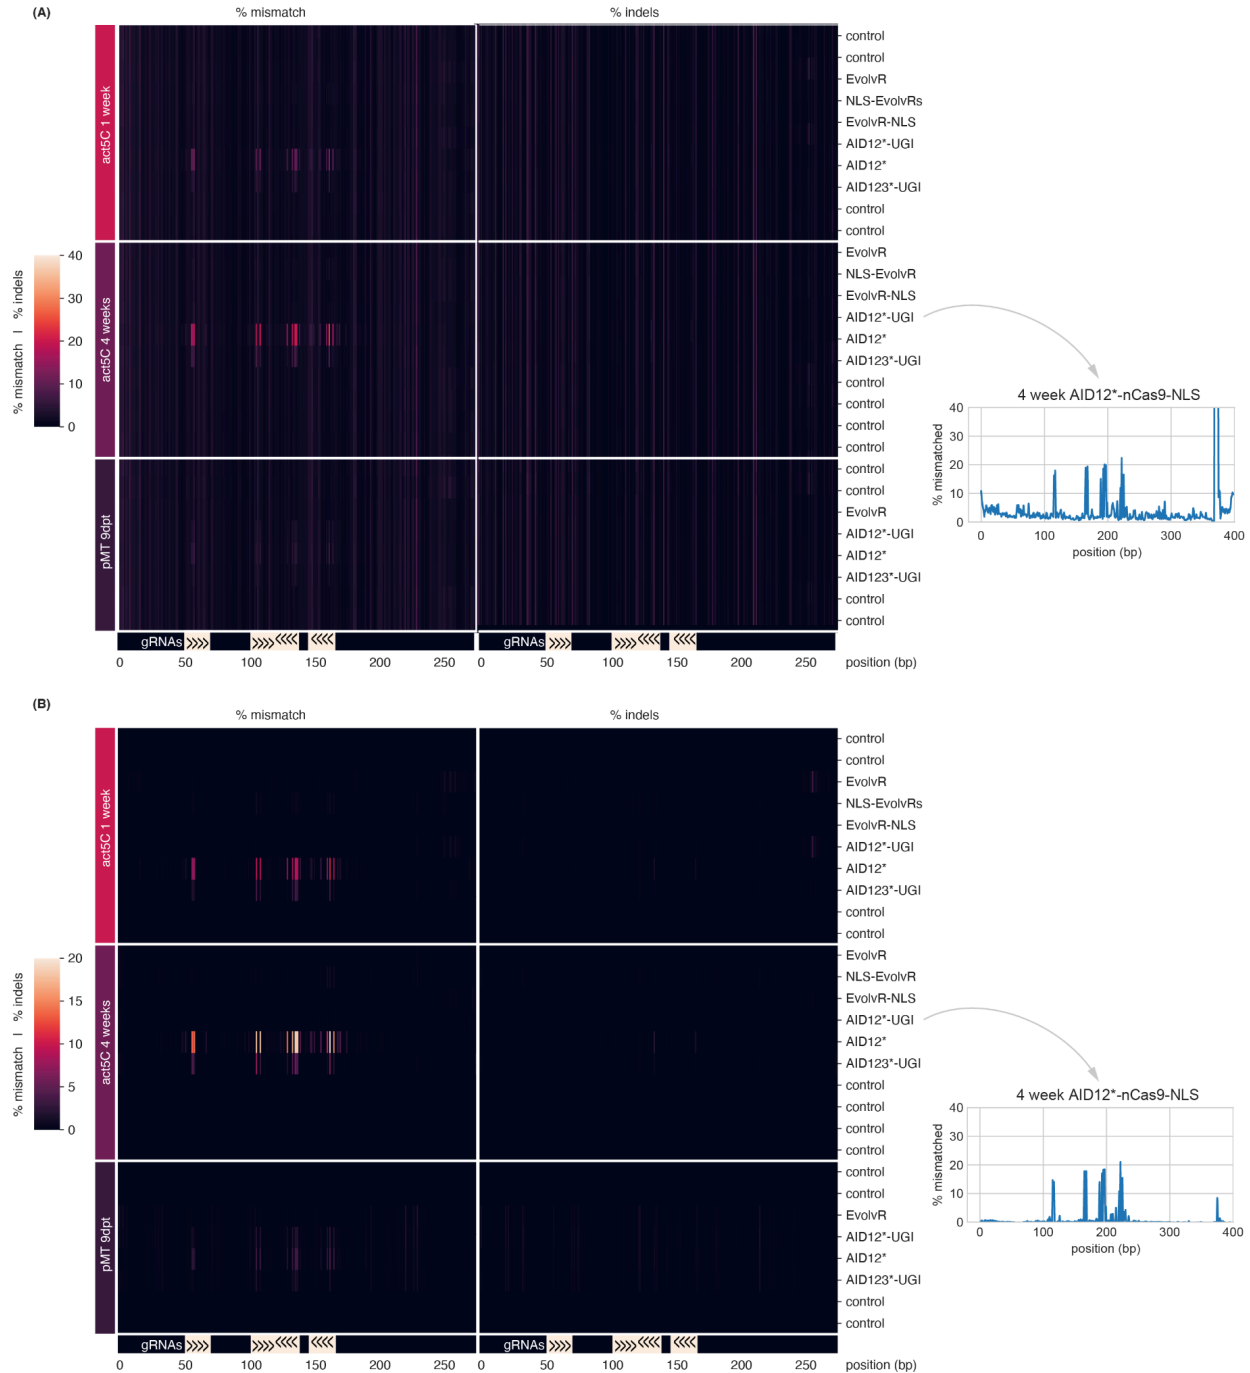 (A)
% mismatch
% indels
act5C 1 week
control
control
EvolvR
NLS-EvolvRs
EvolvR-NLS
AID12*-UGI
AID12*
AID123*-UGI
control
control
act5C 4 weeks
EvolvR
NLS-EvolvR
EvolvR-NLS
AID12*-UGI
AID12*
AID123*-UGI
control
control
control
control
pMT 9dpt
control
control
EvolvR
AID12*-UGI
AID12*
AID123*-UGI
control
control
% mismatch | % indels
40
30
20
10
0
gRNAs >>>> >>>> <<<< <<<<
gRNAs >>>> >>>> <<<< <<<<
0 50 100 150 200 250
0 50 100 150 200 250
position (bp)
4 week AID12*-nCas9-NLS
% mismatched
40
30
20
10
0
0 100 200 300 400
position (bp)
(B)
% mismatch
% indels
act5C 1 week
control
control
EvolvR
NLS-EvolvRs
EvolvR-NLS
AID12*-UGI
AID12*
AID123*-UGI
control
control
act5C 4 weeks
EvolvR
NLS-EvolvR
EvolvR-NLS
AID12*-UGI
AID12*
AID123*-UGI
control
control
control
control
pMT 9dpt
control
control
EvolvR
AID12*-UGI
AID12*
AID123*-UGI
control
control
% mismatch | % indels
20
15
10
5
0
gRNAs >>>> >>>> <<<< <<<<
gRNAs >>>> >>>> <<<< <<<<
0 50 100 150 200 250
0 50 100 150 200 250
position (bp)
4 week AID12*-nCas9-NLS
% mismatched
40
30
20
10
0
0 100 200 300 400
position (bp)